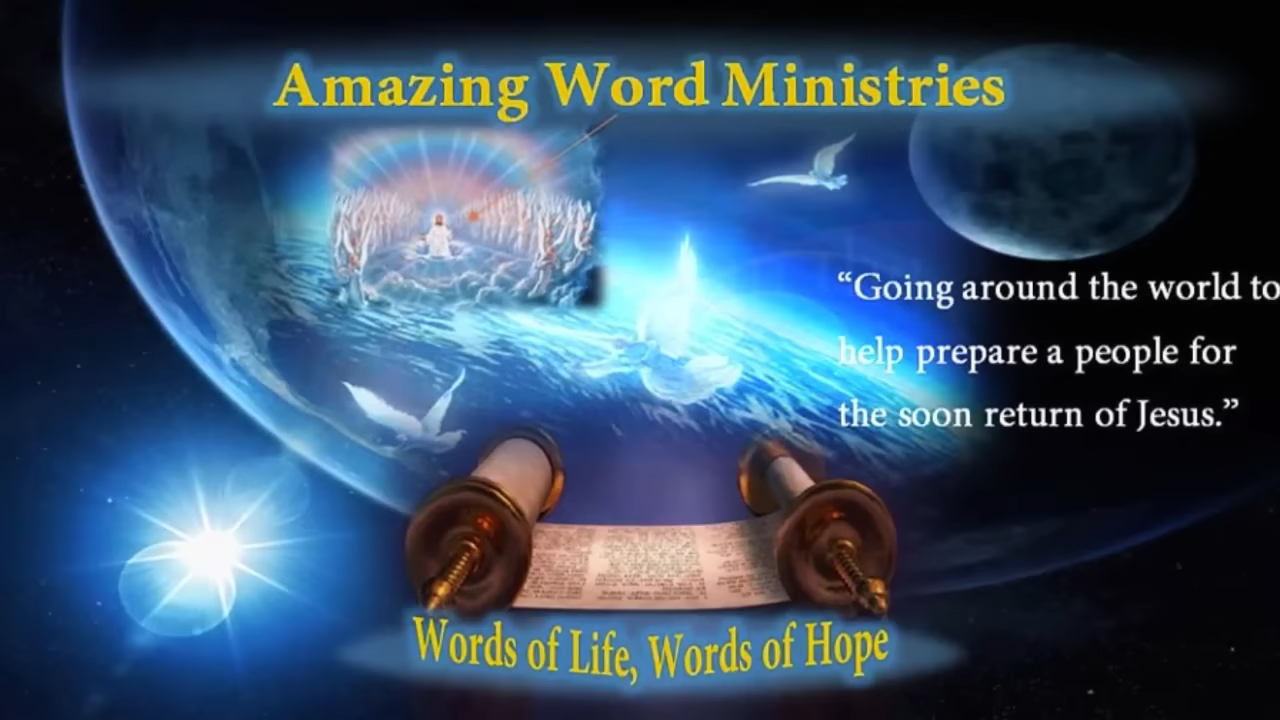 Amazing Word Ministries
“Going around the world to
help prepare a people for
the soon return of Jesus.”
Words of Life, Words of Hope